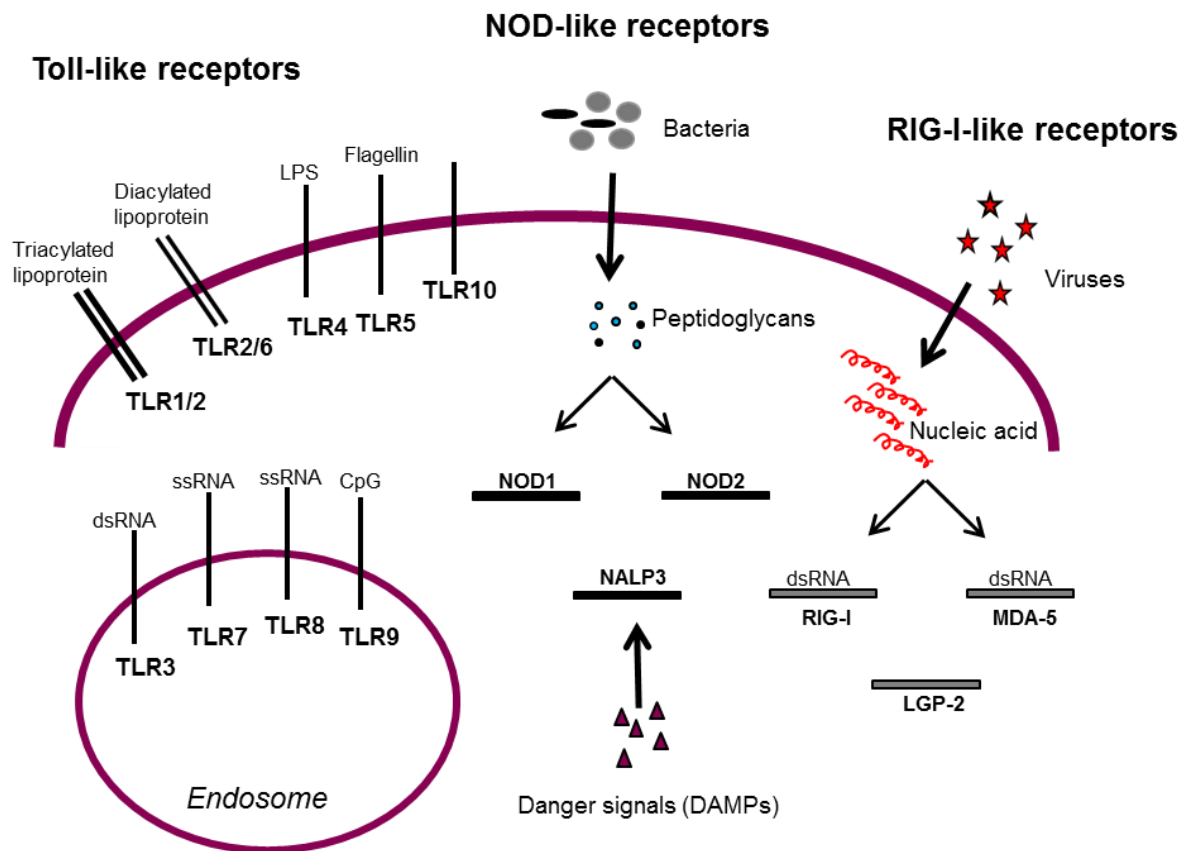 NOD-like receptors
Toll-like receptors
RIG-I-like receptors
Bacteria
Flagellin
LPS
Diacylated
lipoprotein
Triacylated
lipoprotein
TLR10
TLR4
TLR5
TLR2/6
TLR1/2
Viruses
Peptidoglycans
Nucleic acid
NOD1
NOD2
ssRNA
ssRNA
CpG
dsRNA
NALP3
dsRNA
RIG-I
dsRNA
MDA-5
TLR7
TLR8
TLR9
TLR3
LGP-2
Endosome
Danger signals (DAMPs)